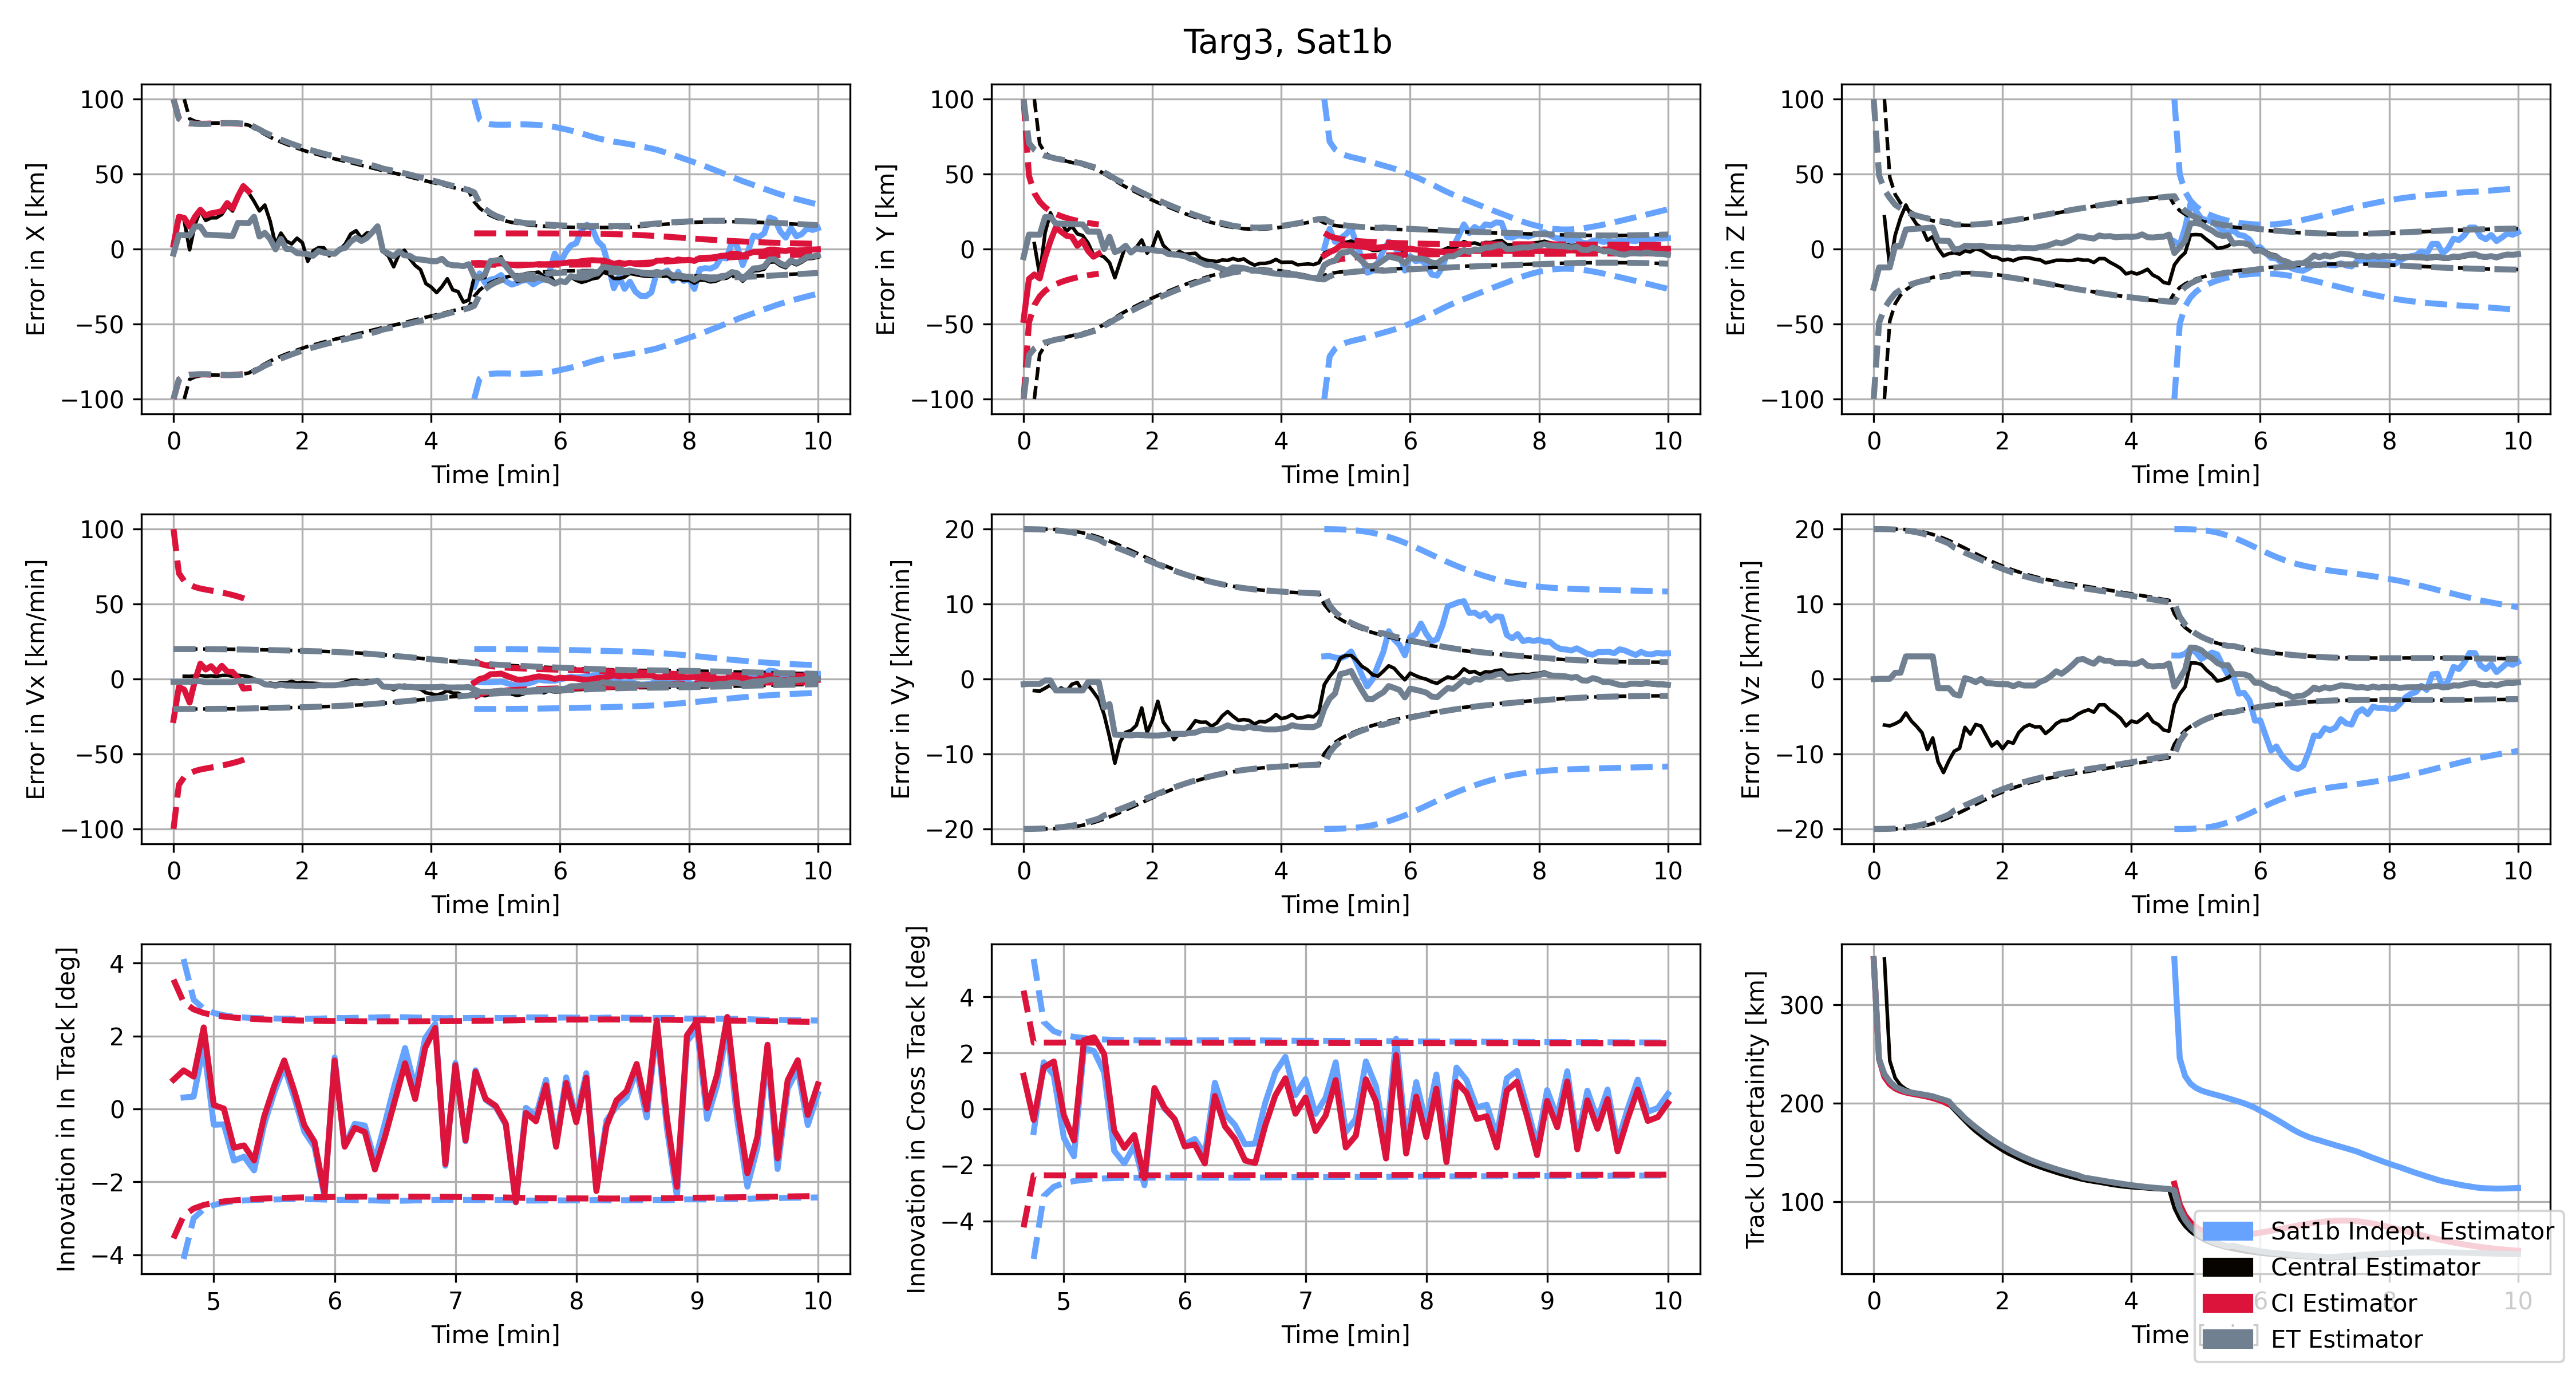 Targ3, Sat1b
Error in X [km]
100
50
0
−50
−100
0 2 4 6 8 10
Time [min]
Error in Y [km]
100
50
0
−50
−100
0 2 4 6 8 10
Time [min]
Error in Z [km]
100
50
0
−50
−100
0 2 4 6 8 10
Time [min]
Error in Vx [km/min]
100
50
0
−50
−100
0 2 4 6 8 10
Time [min]
Error in Vy [km/min]
20
10
0
−10
−20
0 2 4 6 8 10
Time [min]
Error in Vz [km/min]
20
10
0
−10
−20
0 2 4 6 8 10
Time [min]
Innovation in In Track [deg]
4
2
0
−2
−4
5 6 7 8 9 10
Time [min]
Innovation in Cross Track [deg]
4
2
0
−2
−4
5 6 7 8 9 10
Time [min]
Track Uncertainity [km]
300
200
100
0 2 4 6 8 10
Time
Sat1b Indept. Estimator
Central Estimator
CI Estimator
ET Estimator